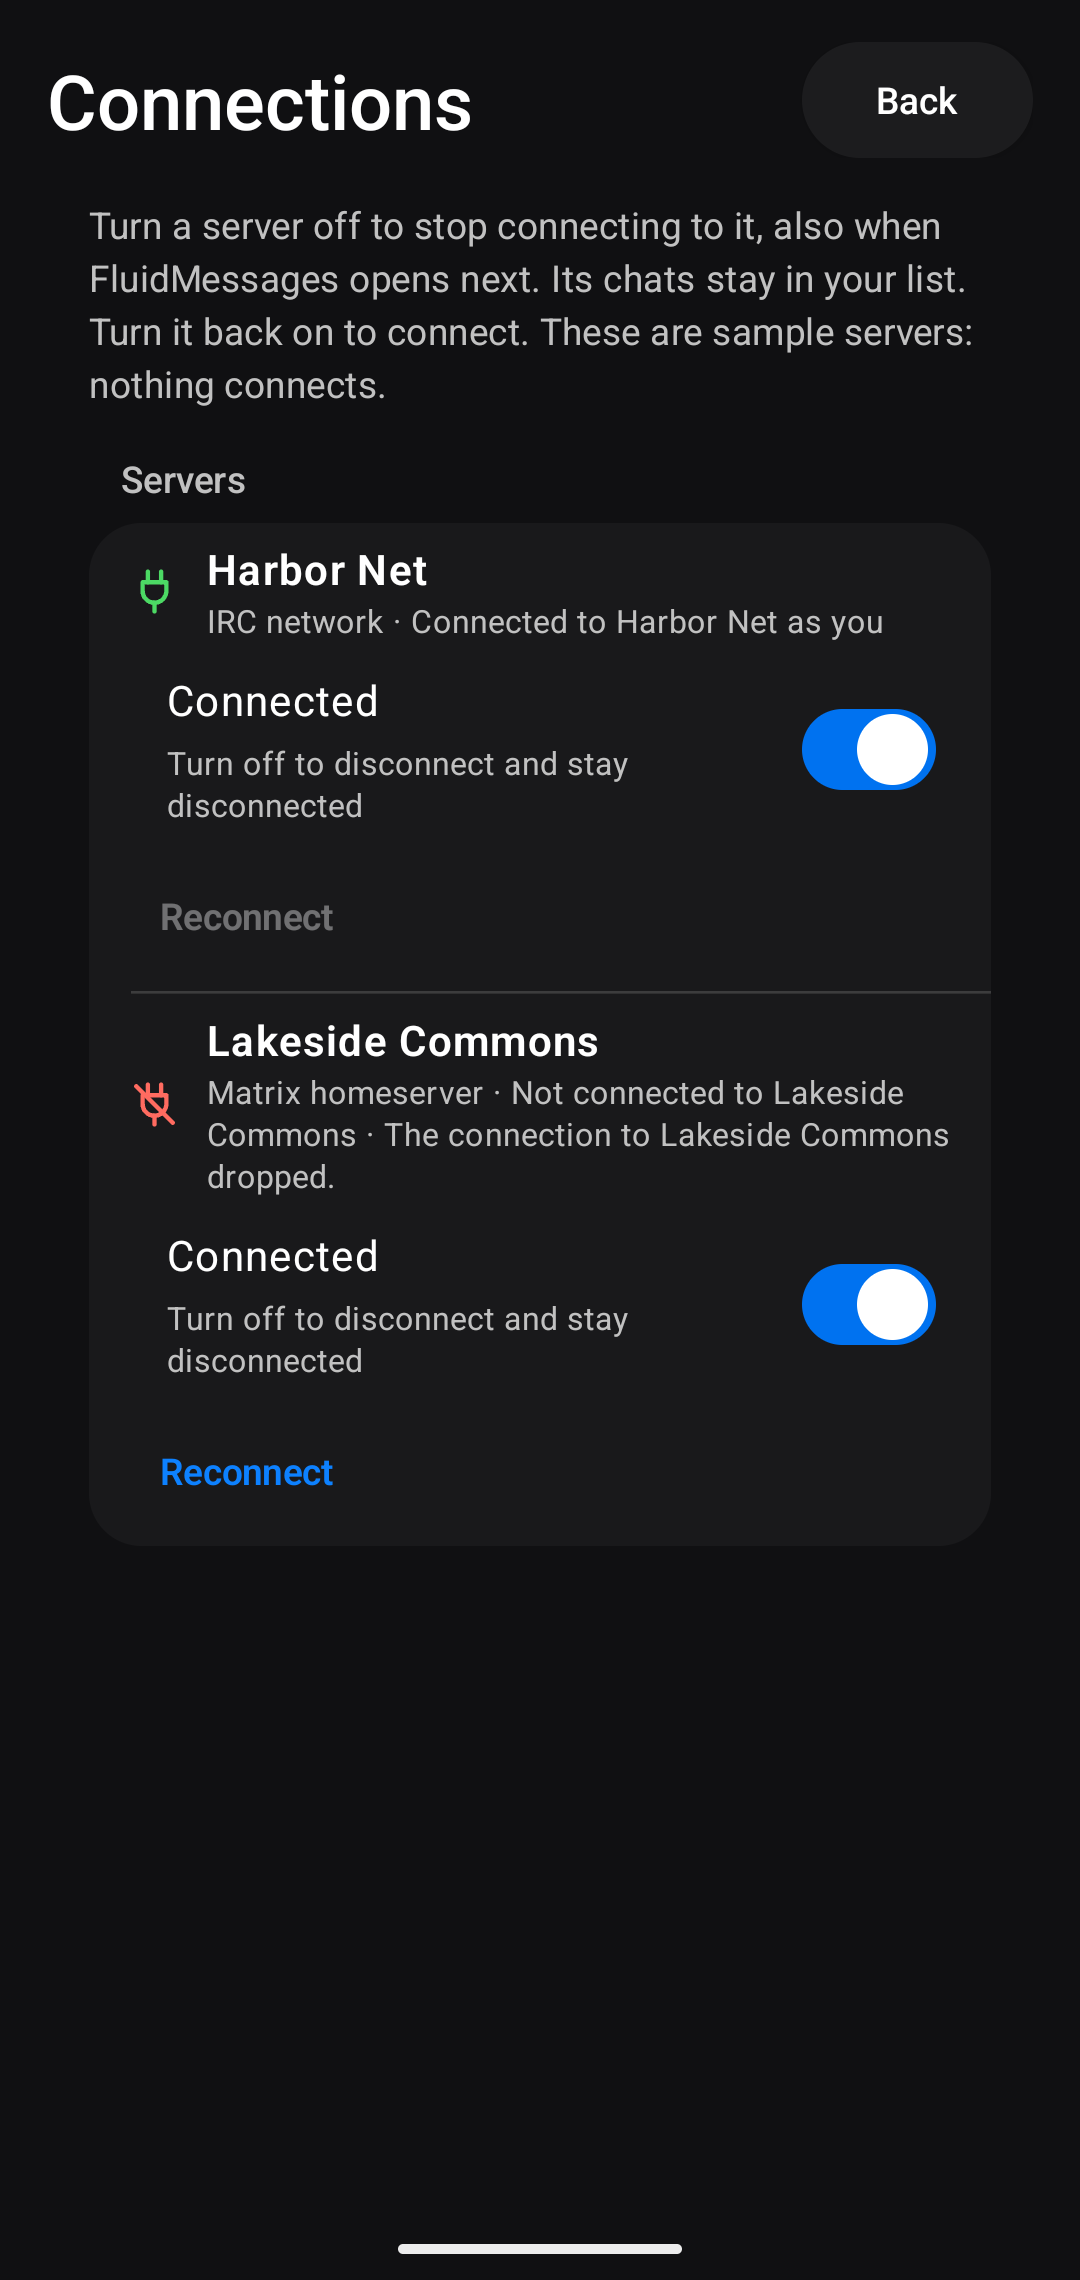 Connections
Back
Turn a server off to stop connecting to it, also when
FluidMessages opens next. Its chats stay in your list.
Turn it back on to connect. These are sample servers:
nothing connects.
Servers
Harbor Net
IRC network · Connected to Harbor Net as you
Connected
Turn off to disconnect and stay
disconnected
Reconnect
Lakeside Commons
Matrix homeserver · Not connected to Lakeside
Commons · The connection to Lakeside Commons
dropped.
Connected
Turn off to disconnect and stay
disconnected
Reconnect